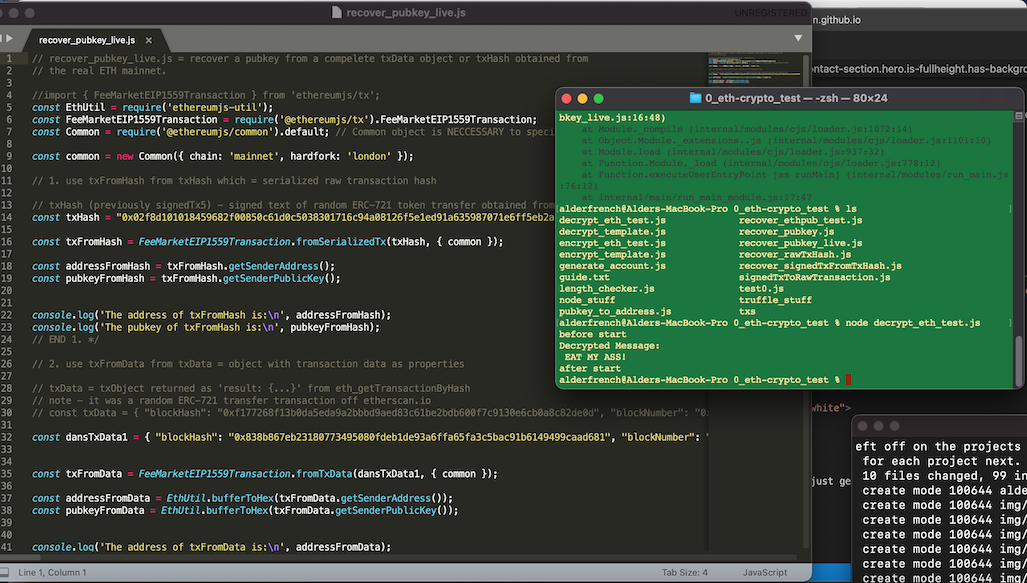 recover_pubkey_live.js
UNREGISTERED
recover_pubkey_live.js ×
1 // recover_pubkey_live.js = recover a pubkey from a compelete txData object or txHash obtained from
2 // the real ETH mainnet.
3
4 //import { FeeMarketEIP1559Transaction } from 'ethereumjs/tx';
5 const EthUtil = require('ethereumjs-util');
6 const FeeMarketEIP1559Transaction = require('@ethereumjs/tx').FeeMarketEIP1559Transaction;
7 const Common = require('@ethereumjs/common').default; // Common object is NECCESSARY to speci
8
9 const common = new Common({ chain: 'mainnet', hardfork: 'london' });
10
11 // 1. use txFromHash from txHash which = serialized raw transaction hash
12
13 // txHash (previously signedTx5) - signed text of random ERC-721 token transfer obtained from
14 const txHash = "0x02f8d101018459682f00850c61d0c5038301716c94a08126f5e1ed91a635987071e6ff5eb2a
15
16 const txFromHash = FeeMarketEIP1559Transaction.fromSerializedTx(txHash, { common });
17
18 const addressFromHash = txFromHash.getSenderAddress();
19 const pubkeyFromHash = txFromHash.getSenderPublicKey();
20
21
22 console.log('The address of txFromHash is:\n', addressFromHash);
23 console.log('The pubkey of txFromHash is:\n', pubkeyFromHash);
24 // END 1. */
25
26 // 2. use txFromData from txData = object with transaction data as properties
27
28 // txData = txObject returned as 'result: {...}' from eth_getTransactionByHash
29 // note - it was a random ERC-721 transfer transaction off etherscan.io
30 // const txData = { "blockHash": "0xf177268f13b0da5eda9a2bbbd9aed83c61be2bdb600f7c9130e6cb0a8c82de0d", "blockNumber": "0x
31
32 const dansTxData1 = { "blockHash": "0x838b867eb23180773495080fdeb1de93a6ffa65fa3c5bac91b6149499caad681", "blockNumber": "
33
34
35 const txFromData = FeeMarketEIP1559Transaction.fromTxData(dansTxData1, { common });
36
37 const addressFromData = EthUtil.bufferToHex(txFromData.getSenderAddress());
38 const pubkeyFromData = EthUtil.bufferToHex(txFromData.getSenderPublicKey());
39
40
41 console.log('The address of txFromData is:\n', addressFromData);
Line 1, Column 1
Tab Size: 4
JavaScript
n.github.io
ontact-section.hero.is-fullheight.has-backgro
0_eth-crypto_test — -zsh — 80×24
bkey_live.js:16:48)
at Module._compile (internal/modules/cjs/loader.js:1072:14)
at Object.Module._extensions..js (internal/modules/cjs/loader.js:1101:10)
at Module.load (internal/modules/cjs/loader.js:937:32)
at Function.Module._load (internal/modules/cjs/loader.js:778:12)
at Function.executeUserEntryPoint [as runMain] (internal/modules/run_main.js
:76:12)
at internal/main/run_main_module.js:17:47
[alderfrench@Alders-MacBook-Pro 0_eth-crypto_test % ls ]
decrypt_eth_test.js recover_ethpub_test.js
decrypt_template.js recover_pubkey.js
encrypt_eth_test.js recover_pubkey_live.js
encrypt_template.js recover_rawTxHash.js
generate_account.js recover_signedTxFromTxHash.js
guide.txt signedTxToRawTransaction.js
length_checker.js test0.js
node_stuff truffle_stuff
pubkey_to_address.js txs
[alderfrench@Alders-MacBook-Pro 0_eth-crypto_test % node decrypt_eth_test.js ]
before start
Decrypted Message:
EAT MY ASS!
after start
alderfrench@Alders-MacBook-Pro 0_eth-crypto_test %
white">
just ge
eft off on the projects
for each project next.
10 files changed, 99 in
create mode 100644 alde
create mode 100644 img/
create mode 100644 img/
create mode 100644 img/
create mode 100644 img/
create mode 100644 img/
create mode 100644 img/